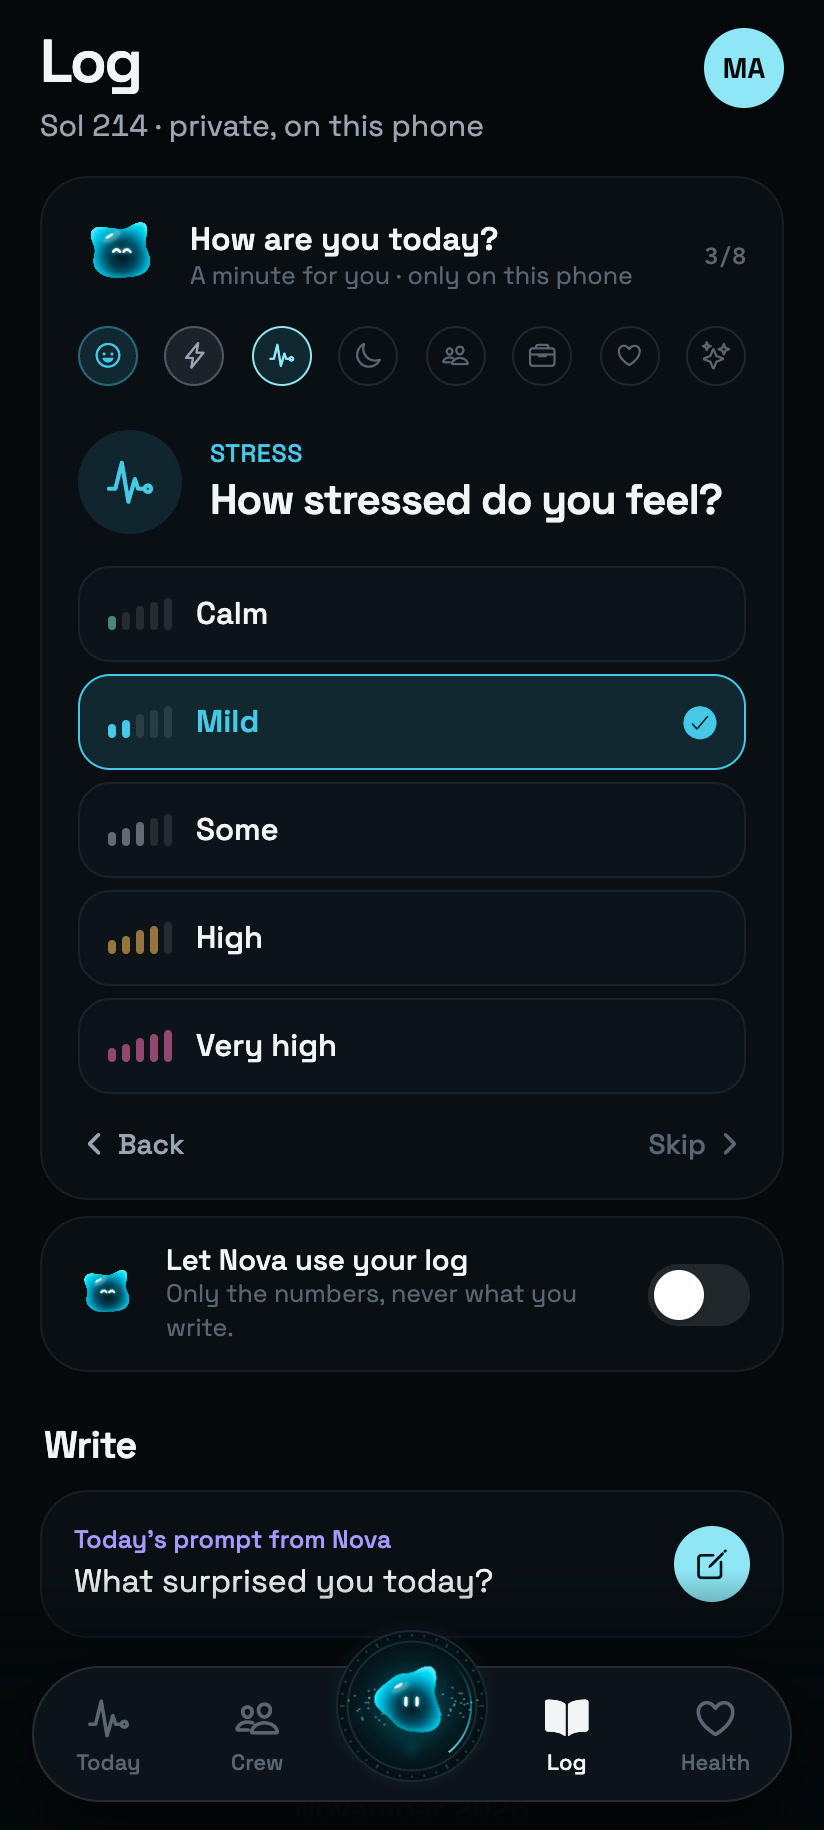 Log
MA
Sol 214 · private, on this phone
How are you today?
A minute for you · only on this phone
3/8
STRESS
How stressed do you feel?
Calm
Mild
Some
High
Very high
Back
Skip
Let Nova use your log
Only the numbers, never what you
write.
Write
Today's prompt from Nova
What surprised you today?
Today
Crew
Log
Health